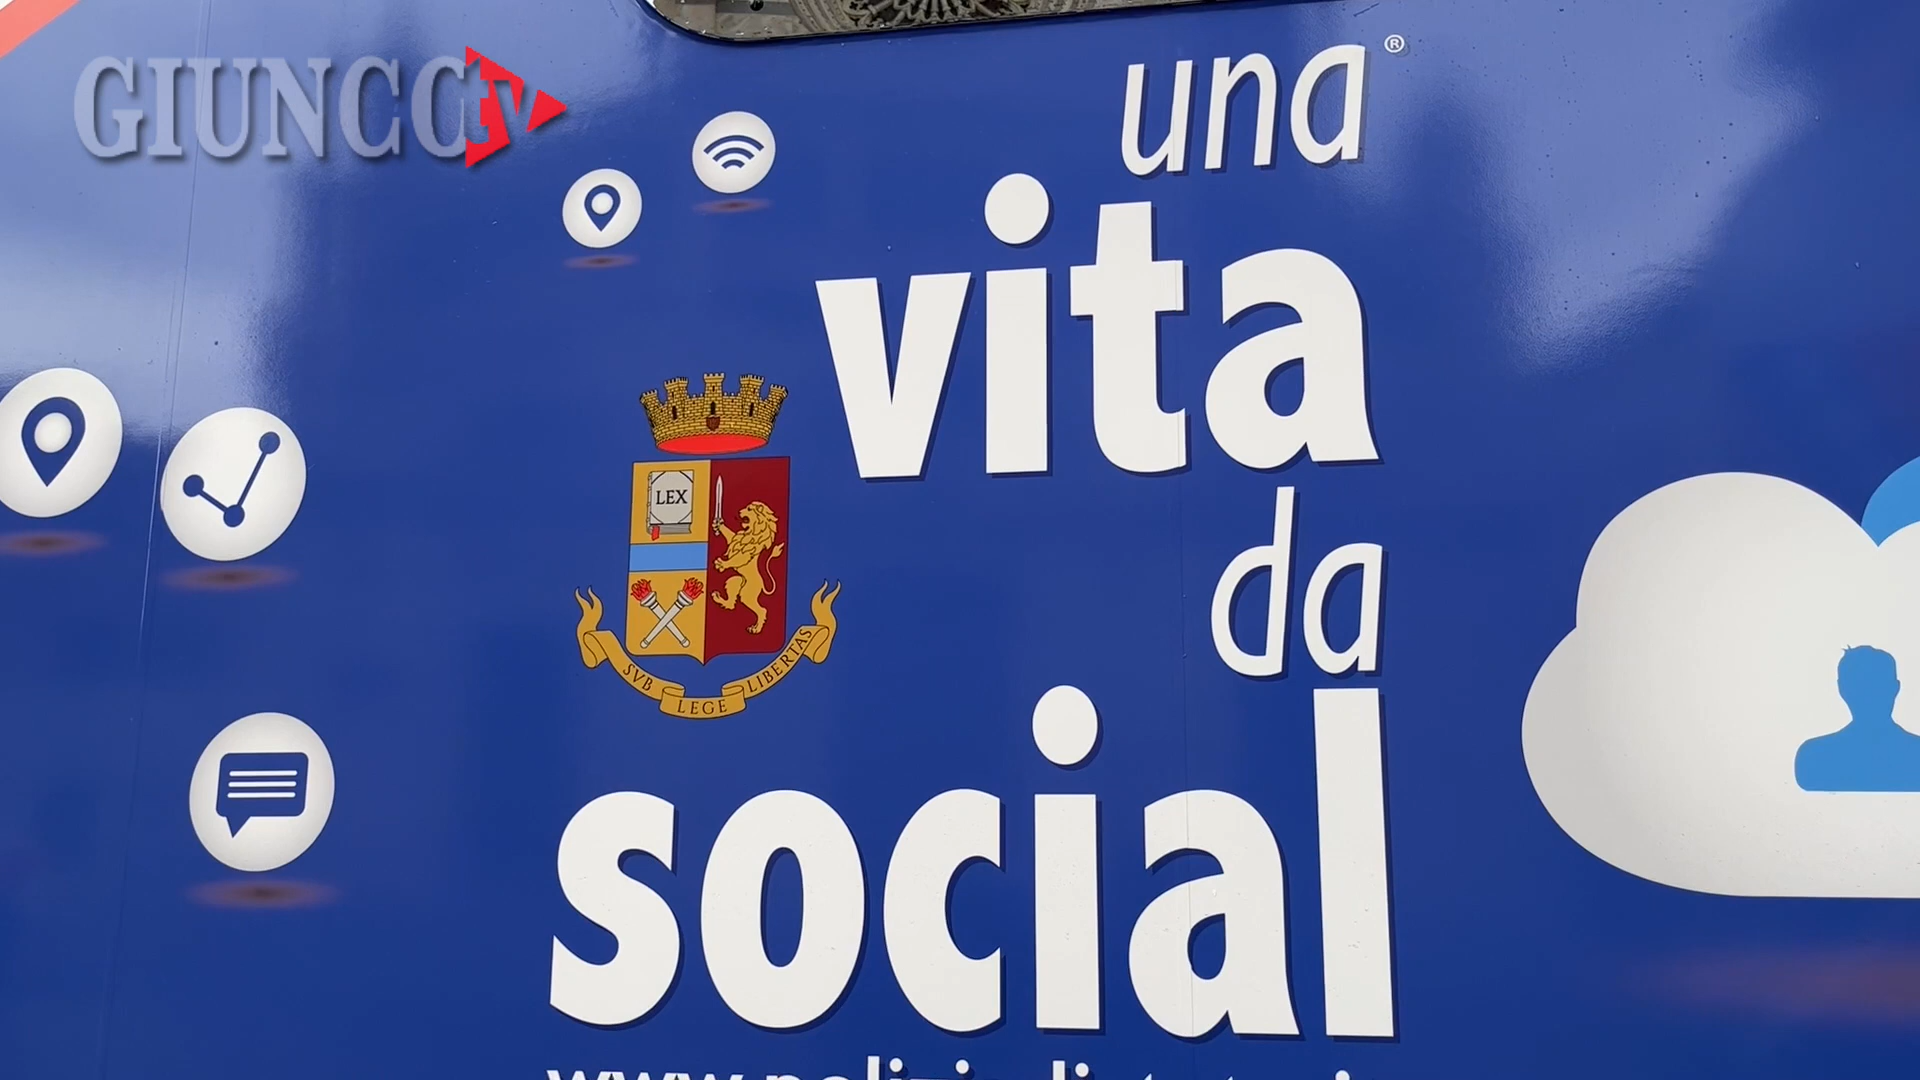 GIUNCO tv
una ®
vita
da
social
LEX
SVB LEGE LIBERTAS